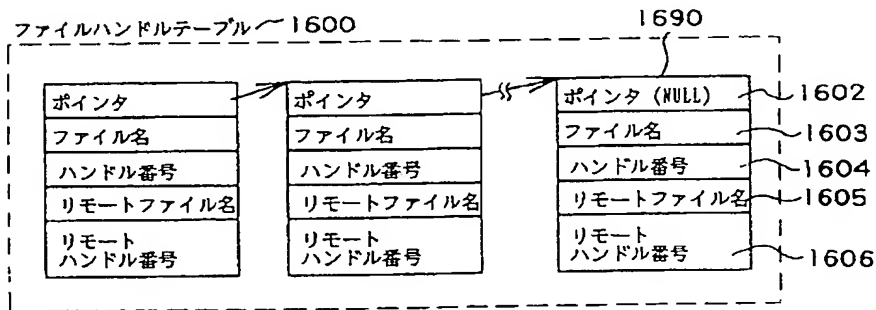 ファイルハンドルテーブル 1600
1690
ポインタ
ファイル名
ハンドル番号
リモートファイル名
リモート
ハンドル番号
ポインタ
ファイル名
ハンドル番号
リモートファイル名
リモート
ハンドル番号
ポインタ (NULL) 1602
ファイル名 1603
ハンドル番号 1604
リモートファイル名 1605
リモート
ハンドル番号 1606